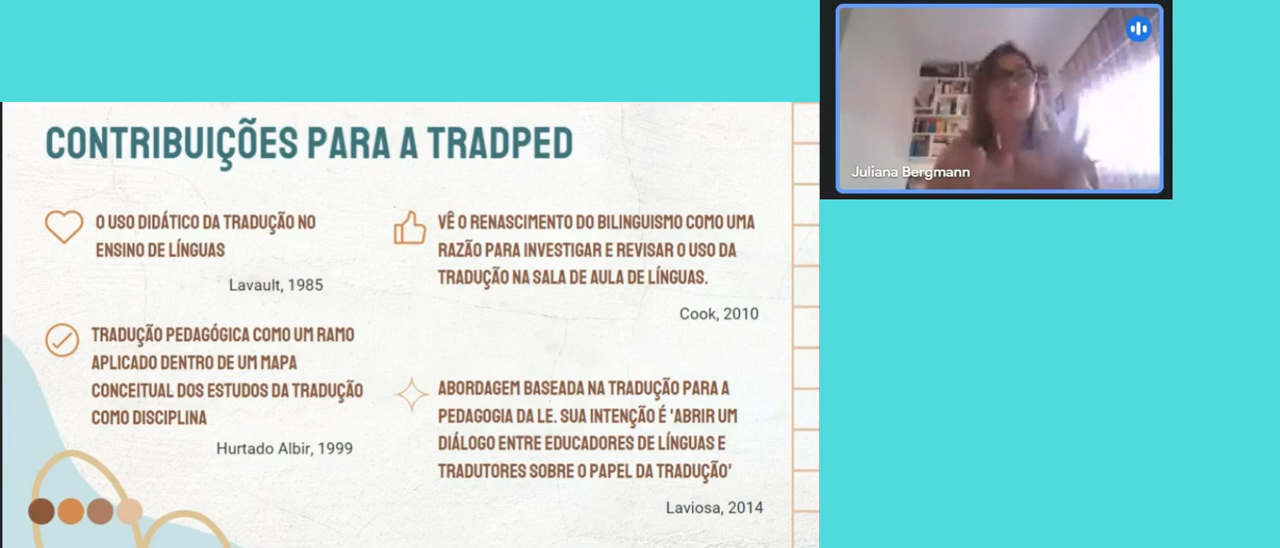 CONTRIBUIÇÕES PARA A TRADPED
O USO DIDÁTICO DA TRADUÇÃO NO
ENSINO DE LÍNGUAS
Lavault, 1985
TRADUÇÃO PEDAGÓGICA COMO UM RAMO
APLICADO DENTRO DE UM MAPA
CONCEITUAL DOS ESTUDOS DA TRADUÇÃO
COMO DISCIPLINA
Hurtado Albir, 1999
VÊ O RENASCIMENTO DO BILINGUISMO COMO UMA
RAZÃO PARA INVESTIGAR E REVISAR O USO DA
TRADUÇÃO NA SALA DE AULA DE LÍNGUAS.
Cook, 2010
ABORDAGEM BASEADA NA TRADUÇÃO PARA A
PEDAGOGIA DA LE. SUA INTENÇÃO É 'ABRIR UM
DIÁLOGO ENTRE EDUCADORES DE LÍNGUAS E
TRADUTORES SOBRE O PAPEL DA TRADUÇÃO'
Laviosa, 2014
Juliana Bergmann